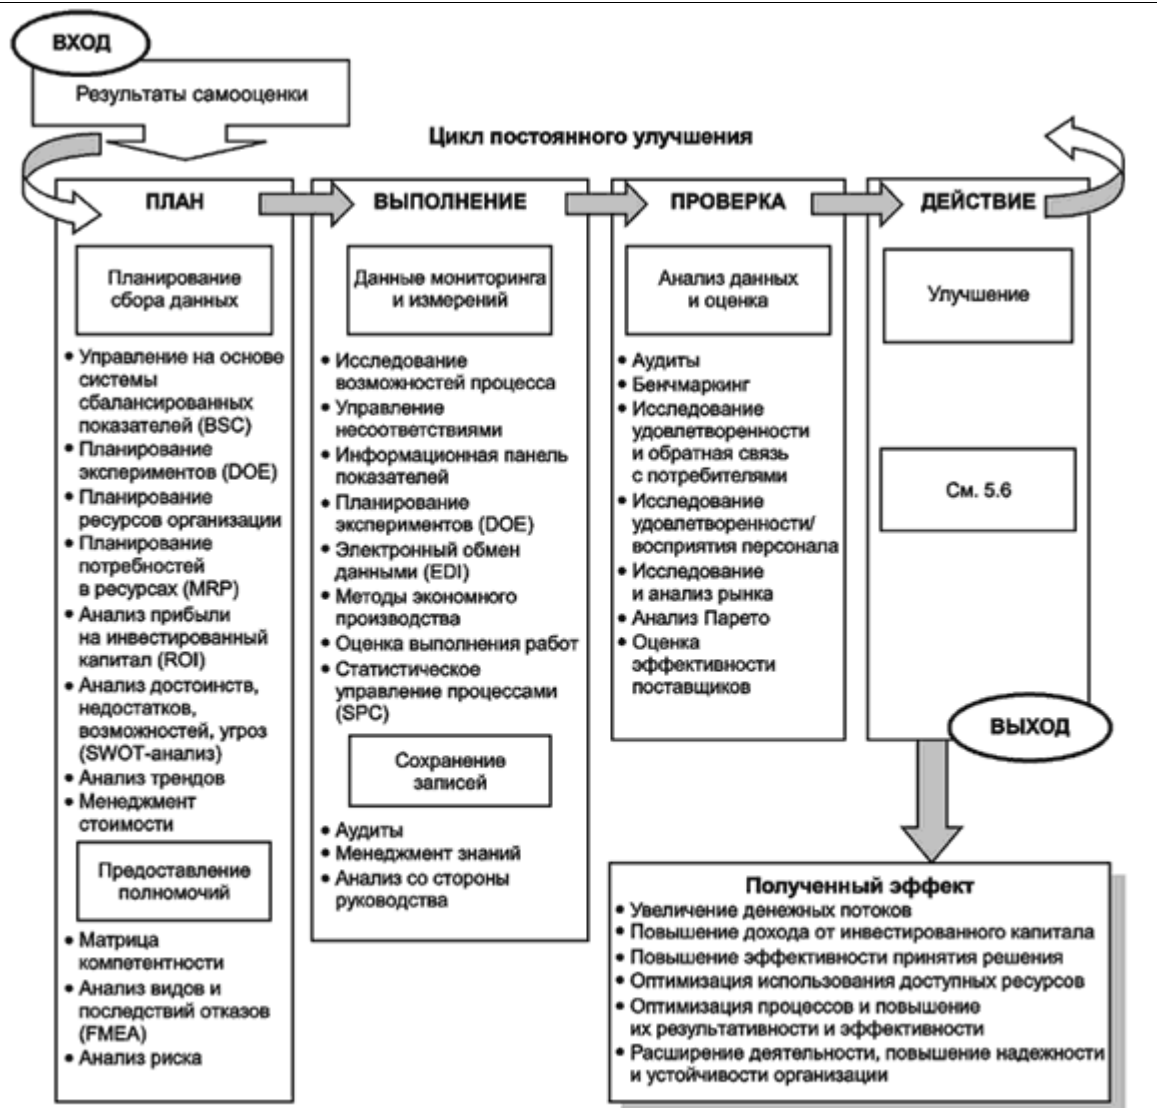 ВХОД
Результаты самооценки
Цикл постоянного улучшения
ПЛАН
Планирование
сбора данных
• Управление на основе
системы
сбалансированных
показателей (BSC)
• Планирование
экспериментов (DOE)
• Планирование
ресурсов организации
• Планирование
потребностей
в ресурсах (MRP)
• Анализ прибыли
на инвестированный
капитал (ROI)
• Анализ достоинств,
недостатков,
возможностей, угроз
(SWOT-анализ)
• Анализ трендов
• Менеджмент
стоимости
Предоставление
полномочий
• Матрица
компетентности
• Анализ видов и
последствий отказов
(FMEA)
• Анализ риска
ВЫПОЛНЕНИЕ
Данные мониторинга
и измерений
• Исследование
возможностей процесса
• Управление
несоответствиями
• Информационная панель
показателей
• Планирование
экспериментов (DOE)
• Электронный обмен
данными (EDI)
• Методы экономного
производства
• Оценка выполнения работ
• Статистическое
управление процессами
(SPC)
Сохранение
записей
• Аудиты
• Менеджмент знаний
• Анализ со стороны
руководства
ПРОВЕРКА
Анализ данных
и оценка
• Аудиты
• Бенчмаркинг
• Исследование
удовлетворенности
и обратная связь
с потребителями
• Исследование
удовлетворенности/
восприятия персонала
• Исследование
и анализ рынка
• Анализ Парето
• Оценка
эффективности
поставщиков
ДЕЙСТВИЕ
Улучшение
См. 5.6
ВЫХОД
Полученный эффект
• Увеличение денежных потоков
• Повышение дохода от инвестированного капитала
• Повышение эффективности принятия решения
• Оптимизация использования доступных ресурсов
• Оптимизация процессов и повышение
их результативности и эффективности
• Расширение деятельности, повышение надежности
и устойчивости организации